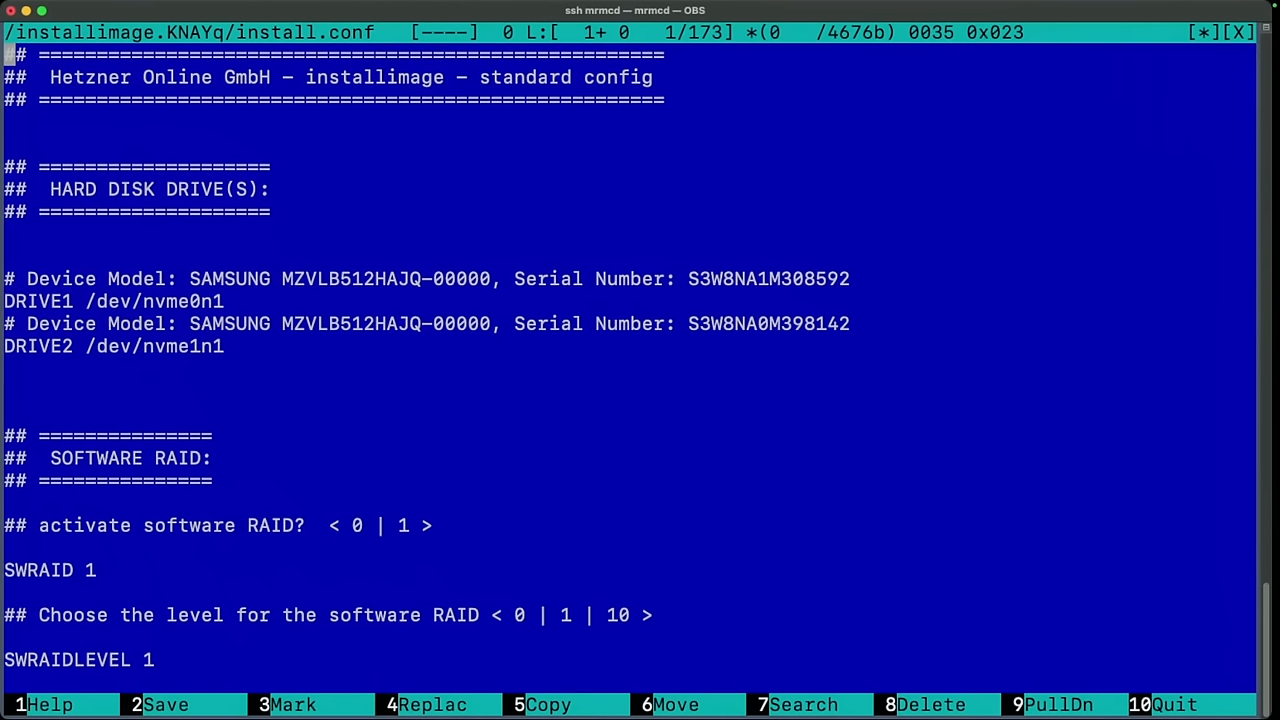 ssh mrmcd — mrmcd — OBS
/installimage.KNAYq/install.conf   [----]  0 L:[  1+ 0   1/173] *(0   /4676b) 0035 0x023              [*][X]
## ======================================================
##  Hetzner Online GmbH – installimage – standard config
## ======================================================
## ====================
##  HARD DISK DRIVE(S):
## ====================
# Device Model: SAMSUNG MZVLB512HAJQ-00000, Serial Number: S3W8NA1M308592
DRIVE1 /dev/nvme0n1
# Device Model: SAMSUNG MZVLB512HAJQ-00000, Serial Number: S3W8NA0M398142
DRIVE2 /dev/nvme1n1
## ===============
##  SOFTWARE RAID:
## ===============
## activate software RAID?  < 0 | 1 >
SWRAID 1
## Choose the level for the software RAID < 0 | 1 | 10 >
SWRAIDLEVEL 1
1Help 2Save 3Mark 4Replac 5Copy 6Move 7Search 8Delete 9PullDn 10Quit